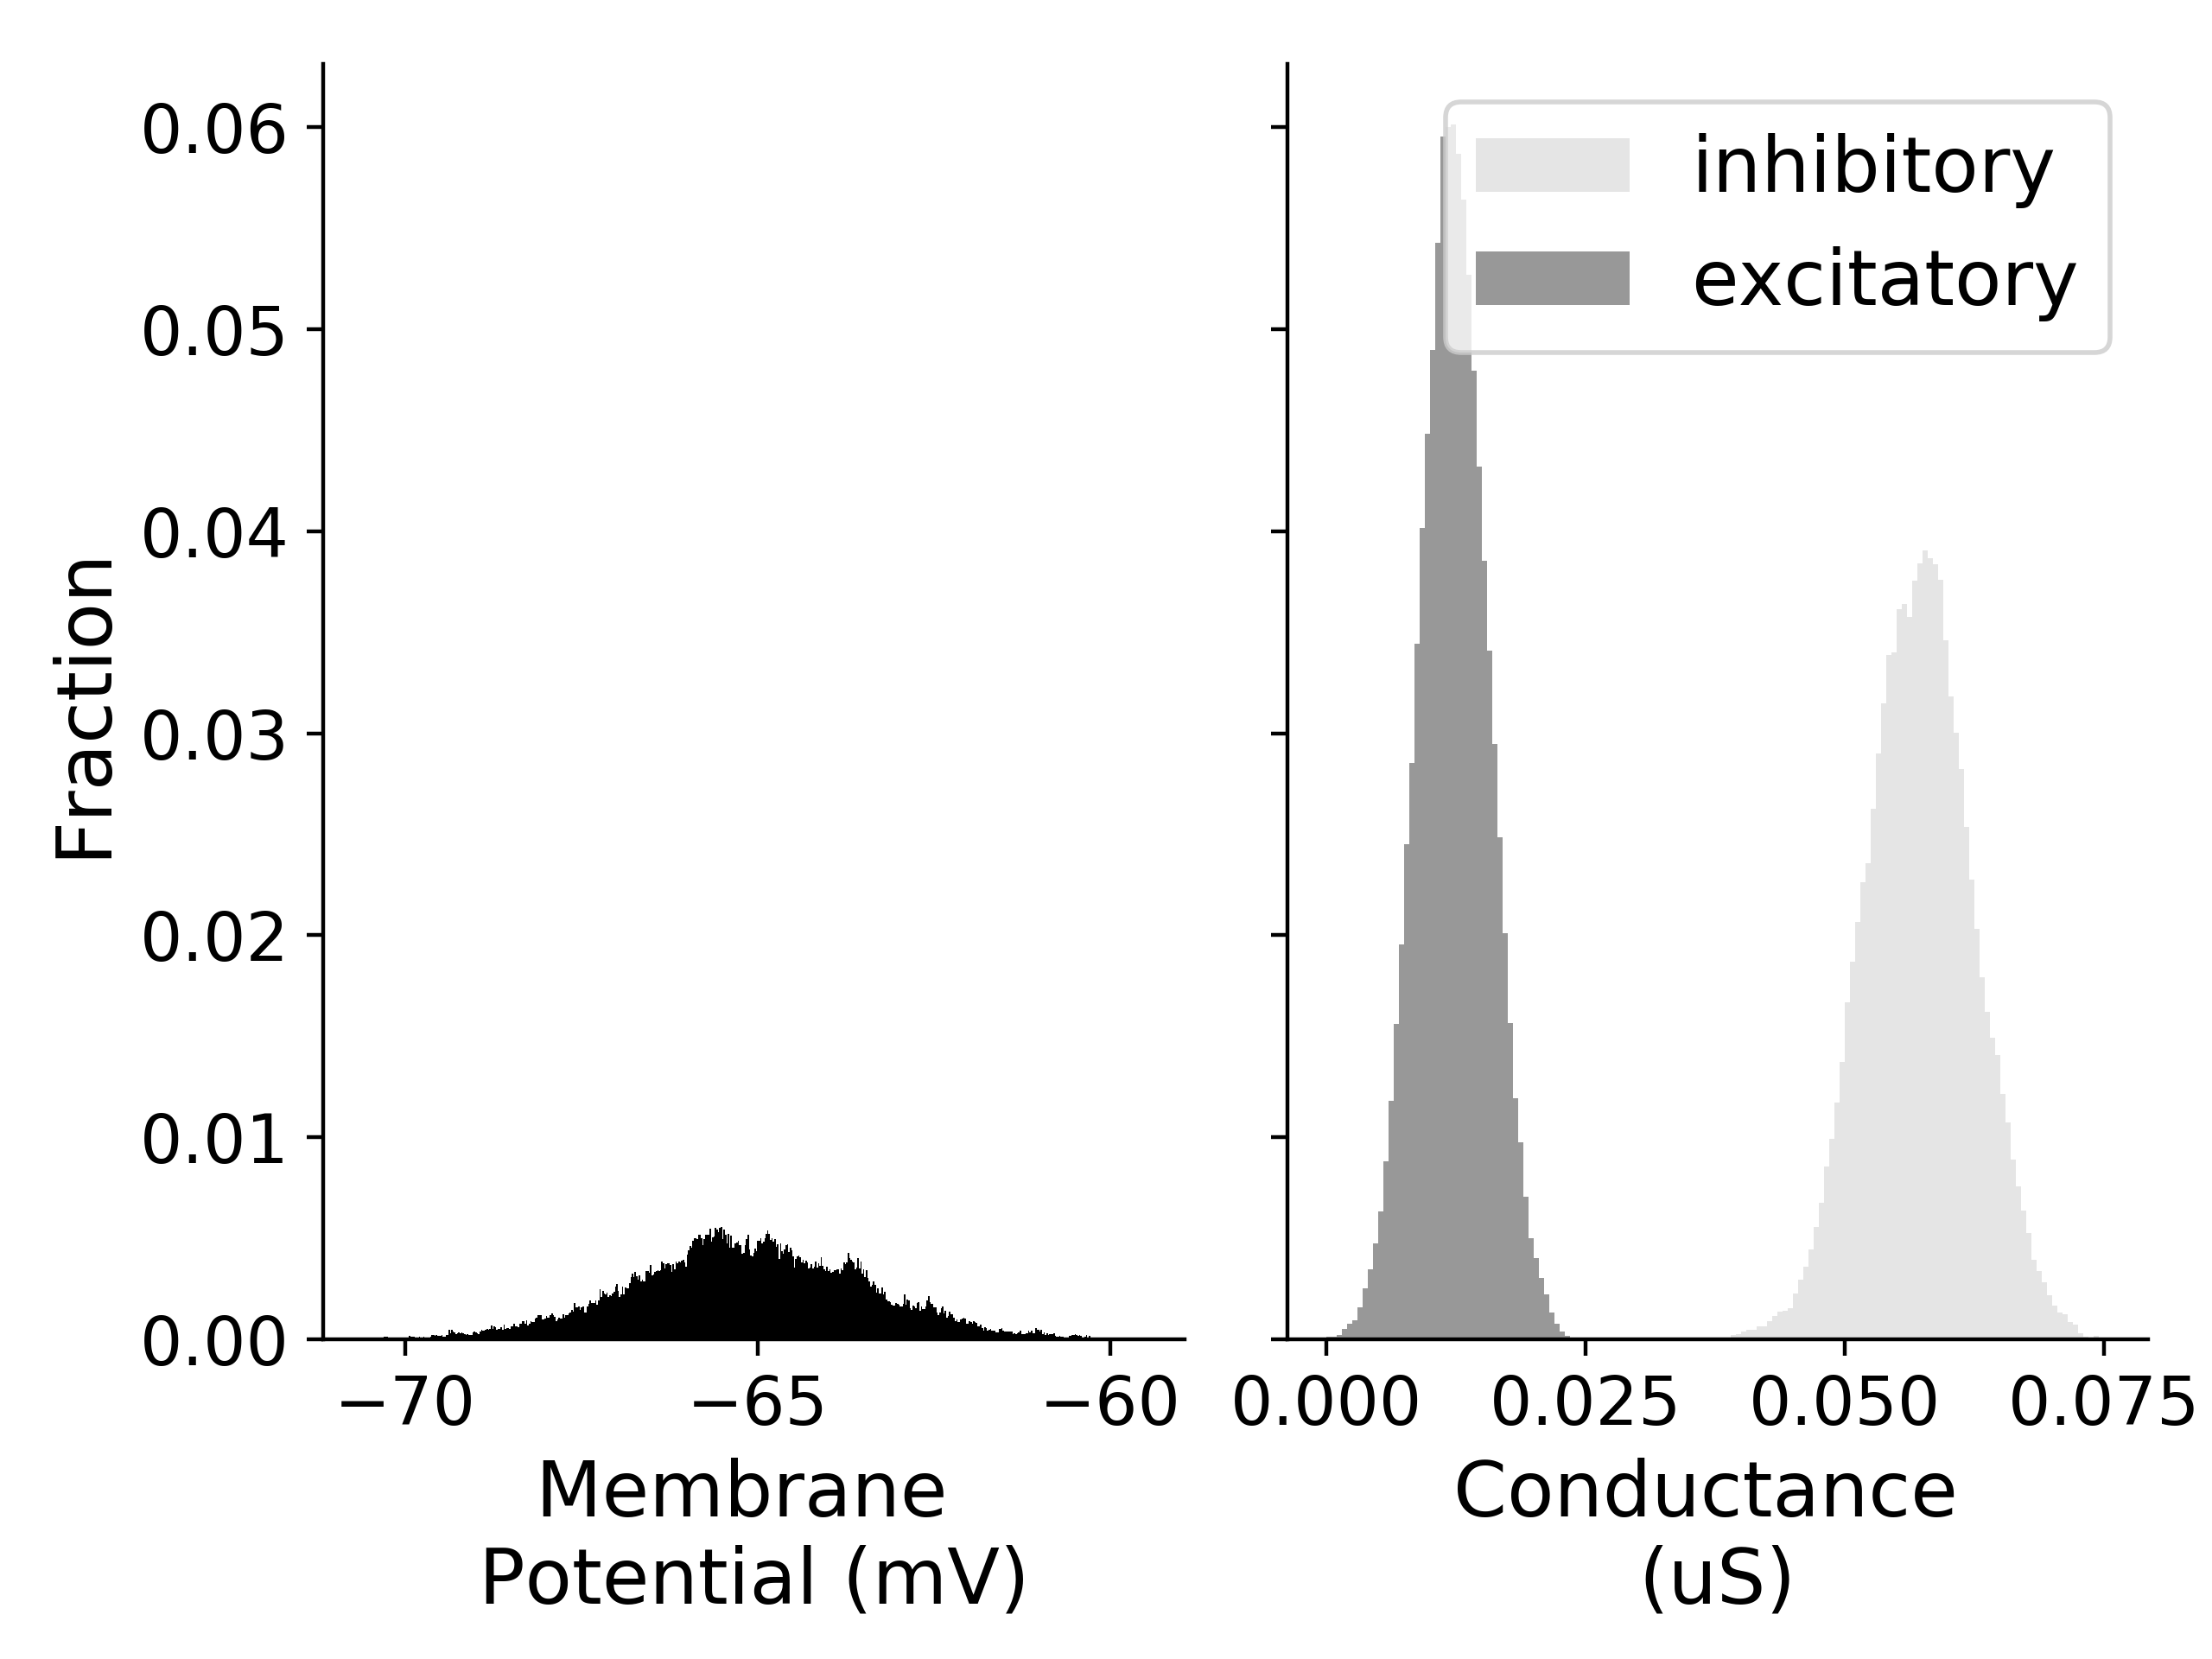 0.06
0.05
0.04
0.03
0.02
0.01
0.00
Fraction
−70
−65
−60
Membrane
Potential (mV)
inhibitory
excitatory
0.000
0.025
0.050
0.075
Conductance
(uS)